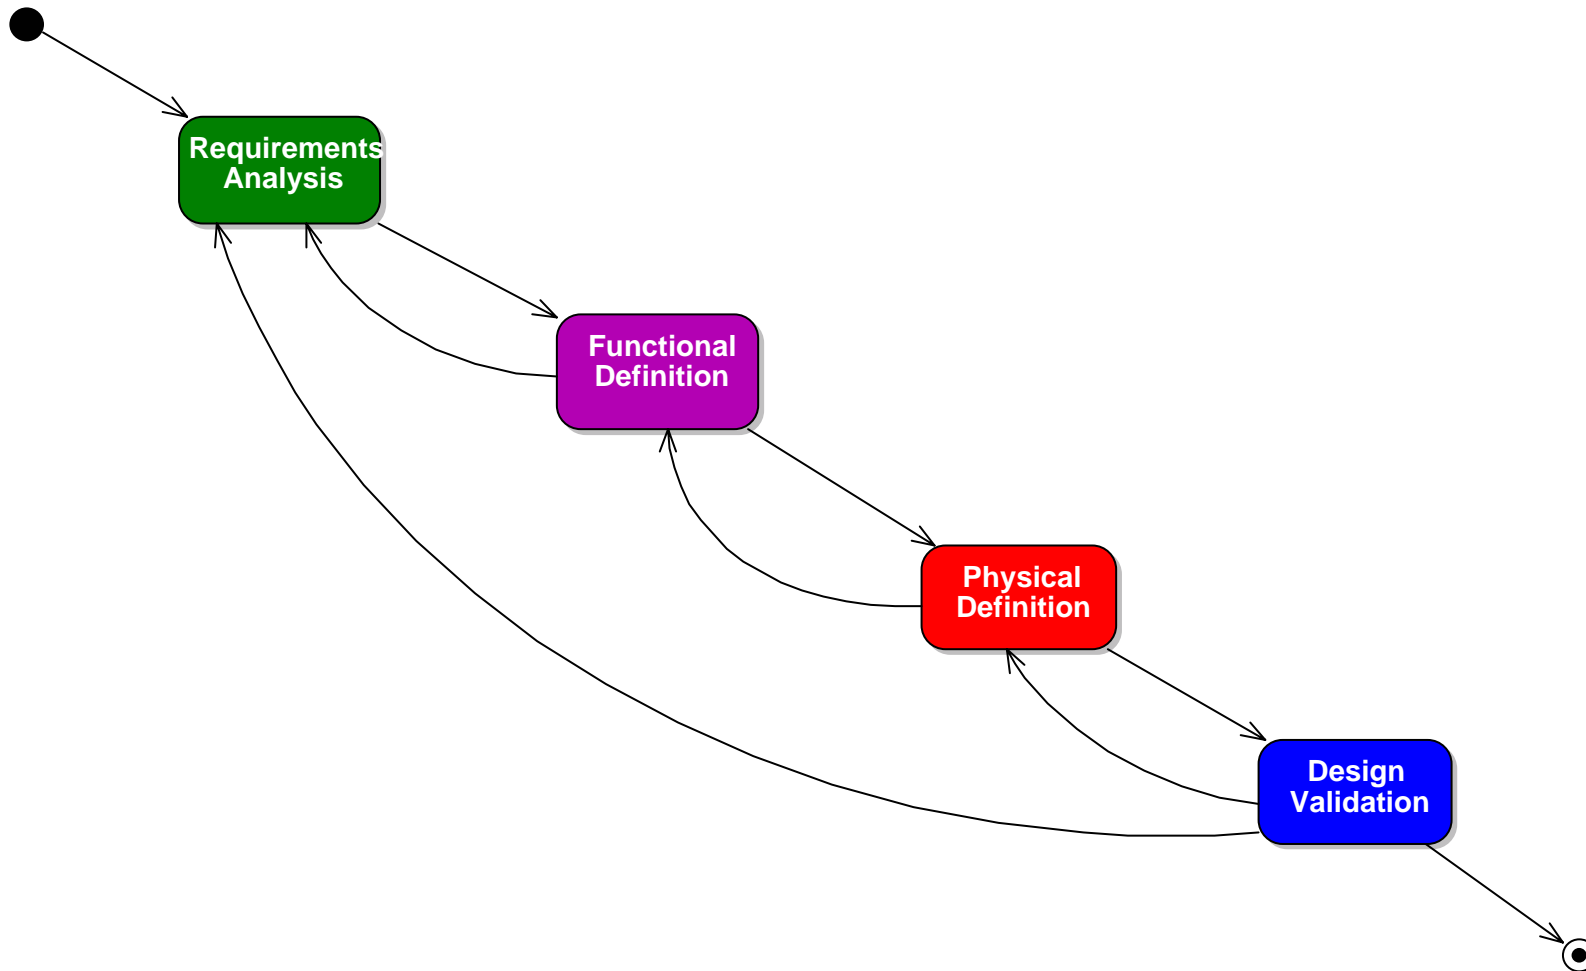 Requirements
Analysis
Functional
Definition
Physical
Definition
Design
Validation